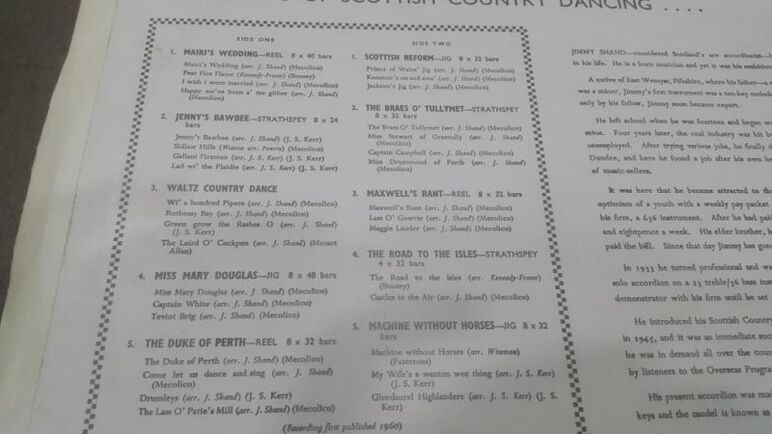 OF SCOTTISH COUNTRY DANCING ....
SIDE ONE
1. MAIRI'S WEDDING—REEL 8 x 40 bars
Mairi's Wedding (arr. J. Shand) (Mecolico)
Peat Fire Flame (Kennedy-Fraser) (Boosey)
I wish I were married (arr. J. Shand) (Mecolico)
Happy we've been a' tae gither (arr. J. Shand)
(Mecolico)
2. JENNY'S BAWBEE—STRATHSPEY 8 x 24
bars
Jenny's Bawbee (arr. J. Shand) (J. S. Kerr)
Sidlaw Hills (Watson arr. Powrie) (Mecolico)
Gallant Fireman (arr. J. S. Kerr) (J. S. Kerr)
Lad wi' the Plaidie (arr. J. S. Kerr) (J. S. Kerr)
3. WALTZ COUNTRY DANCE
Wi' a hundred Pipers (arr. J. Shand) (Mecolico)
Rothesay Bay (arr. J. Shand) (Mecolico)
Green grow the Rashes O (arr. J. Shand)
(J. S. Kerr)
The Laird O' Cockpen (arr. J. Shand) (Mozart
Allan)
4. MISS MARY DOUGLAS—JIG 8 x 48 bars
Miss Mary Douglas (arr. J. Shand) (Mecolico)
Captain White (arr. J. Shand) (Mecolico)
Teviot Brig (arr. J. Shand) (Mecolico)
5. THE DUKE OF PERTH—REEL 8 x 32 bars
The Duke of Perth (arr. J. Shand) (Mecolico)
Come let us dance and sing (arr. J. Shand)
(Mecolico)
Drumleys (arr. J. Shand) (J. S. Kerr)
The Lass O' Patie's Mill (arr. J. Shand) (Mecolico)
SIDE TWO
1. SCOTTISH REFORM—JIG 8 x 32 bars
Prince of Wales' Jig (arr. J. Shand) (Mecolico)
Kenmuir's on and awa' (arr. J. Shand) (Mecolico)
Jackson's Jig (arr. J. Shand) (Mecolico)
2. THE BRAES O' TULLYMET—STRATHSPEY
8 x 32 bars
The Braes O' Tullymet (arr. J. Shand) (Mecolico)
Miss Stewart of Grantully (arr. J. Shand)
(Mecolico)
Captain Campbell (arr. J. Shand) (Mecolico)
Miss Drummond of Perth (arr. J. Shand)
(Mecolico)
3. MAXWELL'S RANT—REEL 8 x 32 bars
Maxwell's Rant (arr. J. Shand) (Mecolico)
Lass O' Gowrie (arr. J. Shand) (Mecolico)
Maggie Lauder (arr. J. Shand) (Mecolico)
4. THE ROAD TO THE ISLES—STRATHSPEY
4 x 32 bars
The Road to the Isles (arr. Kennedy-Fraser)
(Boosey)
Castles in the Air (arr. J. Shand) (Mecolico)
5. MACHINE WITHOUT HORSES—JIG 8 x 32
bars
Machine without Horses (arr. Wiseman)
(Patersons)
My Wife's a wanton wee thing (arr. J. S. Kerr)
(J. S. Kerr)
Glendaurel Highlanders (arr. J. S. Kerr) (J. S.
Kerr)
(Recording first published 1960)
JIMMY SHAND—considered Scotland's ace accordionist
in his life. He is a born musician and yet it was his
A native of East Wemyss, Fifeshire, where his father
was a miner, Jimmy's first instrument was a ten-key
only by his father, Jimmy soon became expert.
He left school when he was fourteen and began
mine. Four years later, the coal industry was hit
unemployed. After trying various jobs, he finally
Dundee, and here he found a job after his own
of music-sellers.
It was here that he became attracted to the
optimism of a youth with a weekly pay packet
his firm, a £36 instrument. After he had paid
and eightpence a week. His elder brother,
paid the bill. Since that day Jimmy has
In 1933 he turned professional and was
solo accordion on a 23 treble/36 bass
demonstrator with his firm until he set
He introduced his Scottish Country
in 1945, and it was an immediate
he was in demand all over the
by listeners to the Overseas
His present accordion was
keys and the model is known as